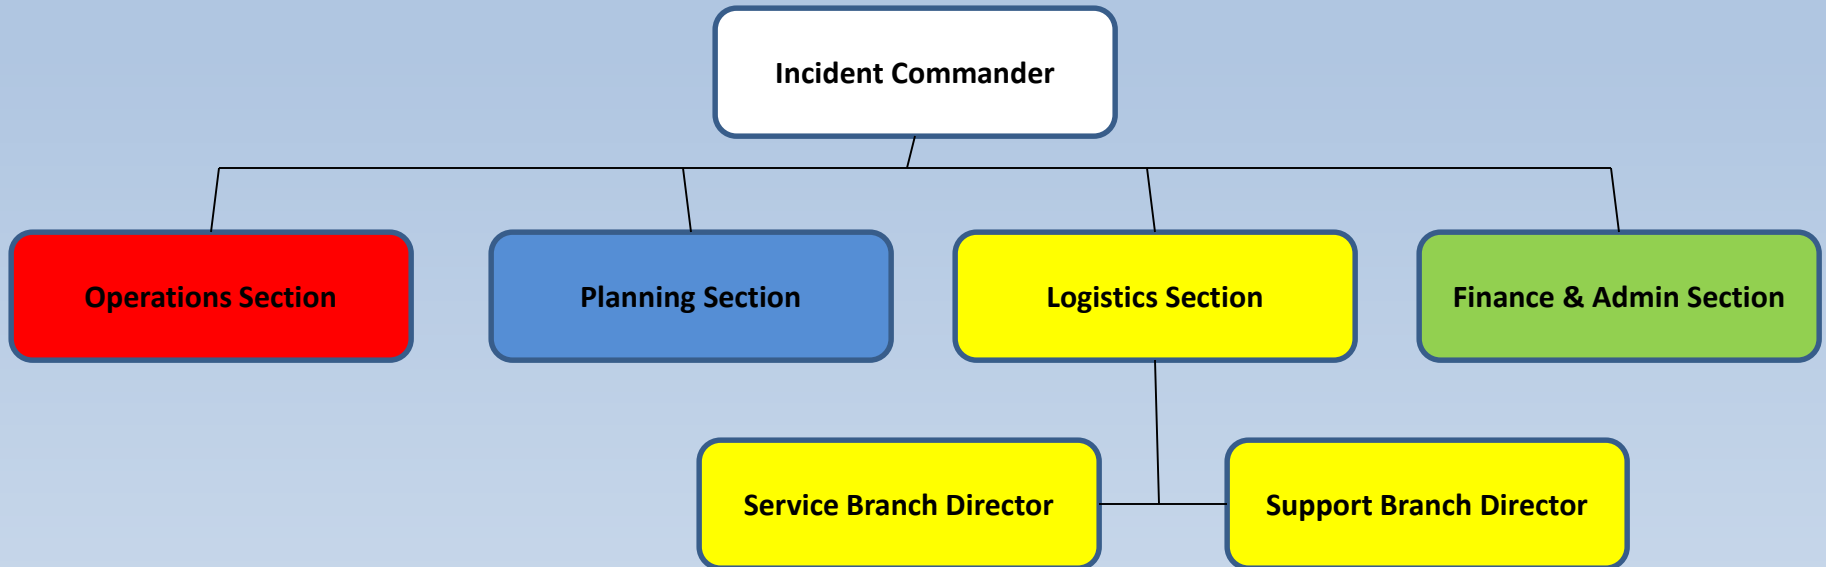 Incident Commander
Operations Section
Planning Section
Logistics Section
Finance & Admin Section
Service Branch Director
Support Branch Director